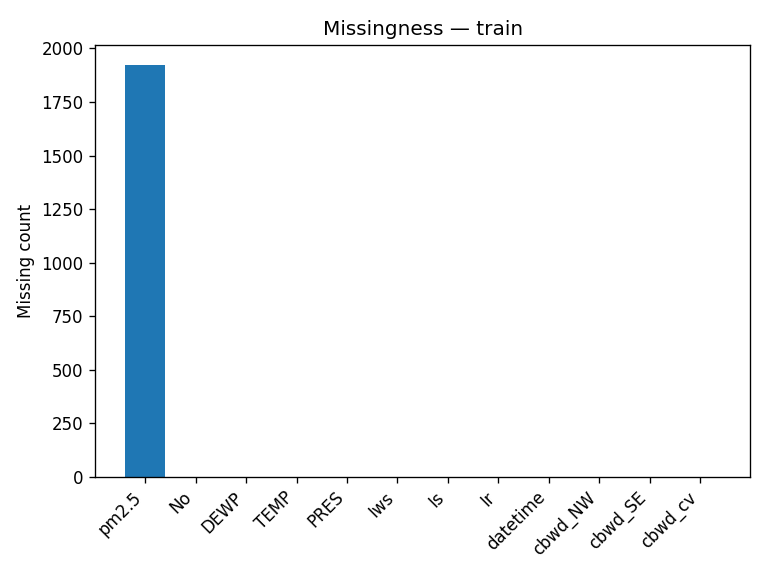 Missingness — train
Missing count
2000
1750
1500
1250
1000
750
500
250
0
pm2.5
No
DEWP
TEMP
PRES
Iws
Is
Ir
datetime
cbwd_NW
cbwd_SE
cbwd_cv